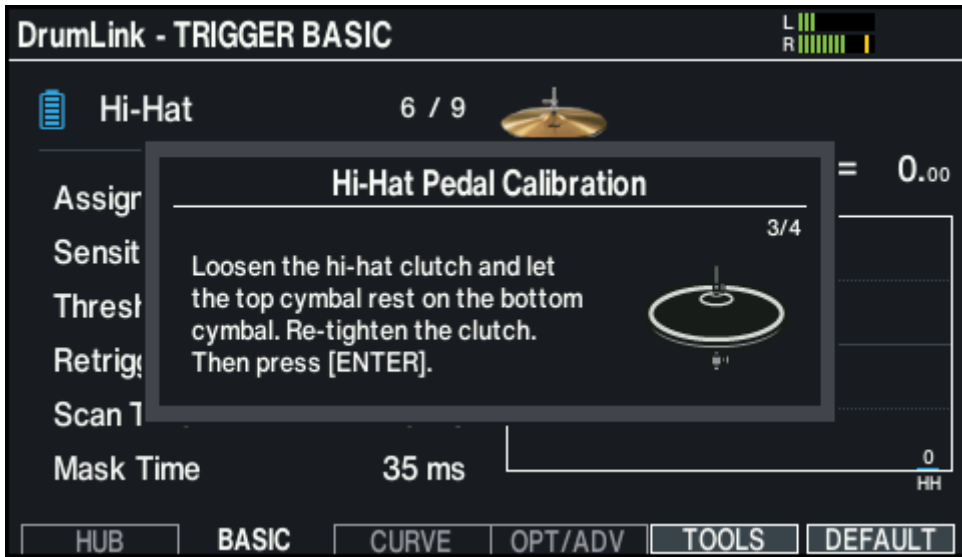 DrumLink - TRIGGER BASIC
L
R
Hi-Hat 6 / 9
= 0.00
Hi-Hat Pedal Calibration
3/4
Loosen the hi-hat clutch and let
the top cymbal rest on the bottom
cymbal. Re-tighten the clutch.
Then press [ENTER].
Mask Time 35 ms
0
HH
HUB BASIC CURVE OPT/ADV TOOLS DEFAULT